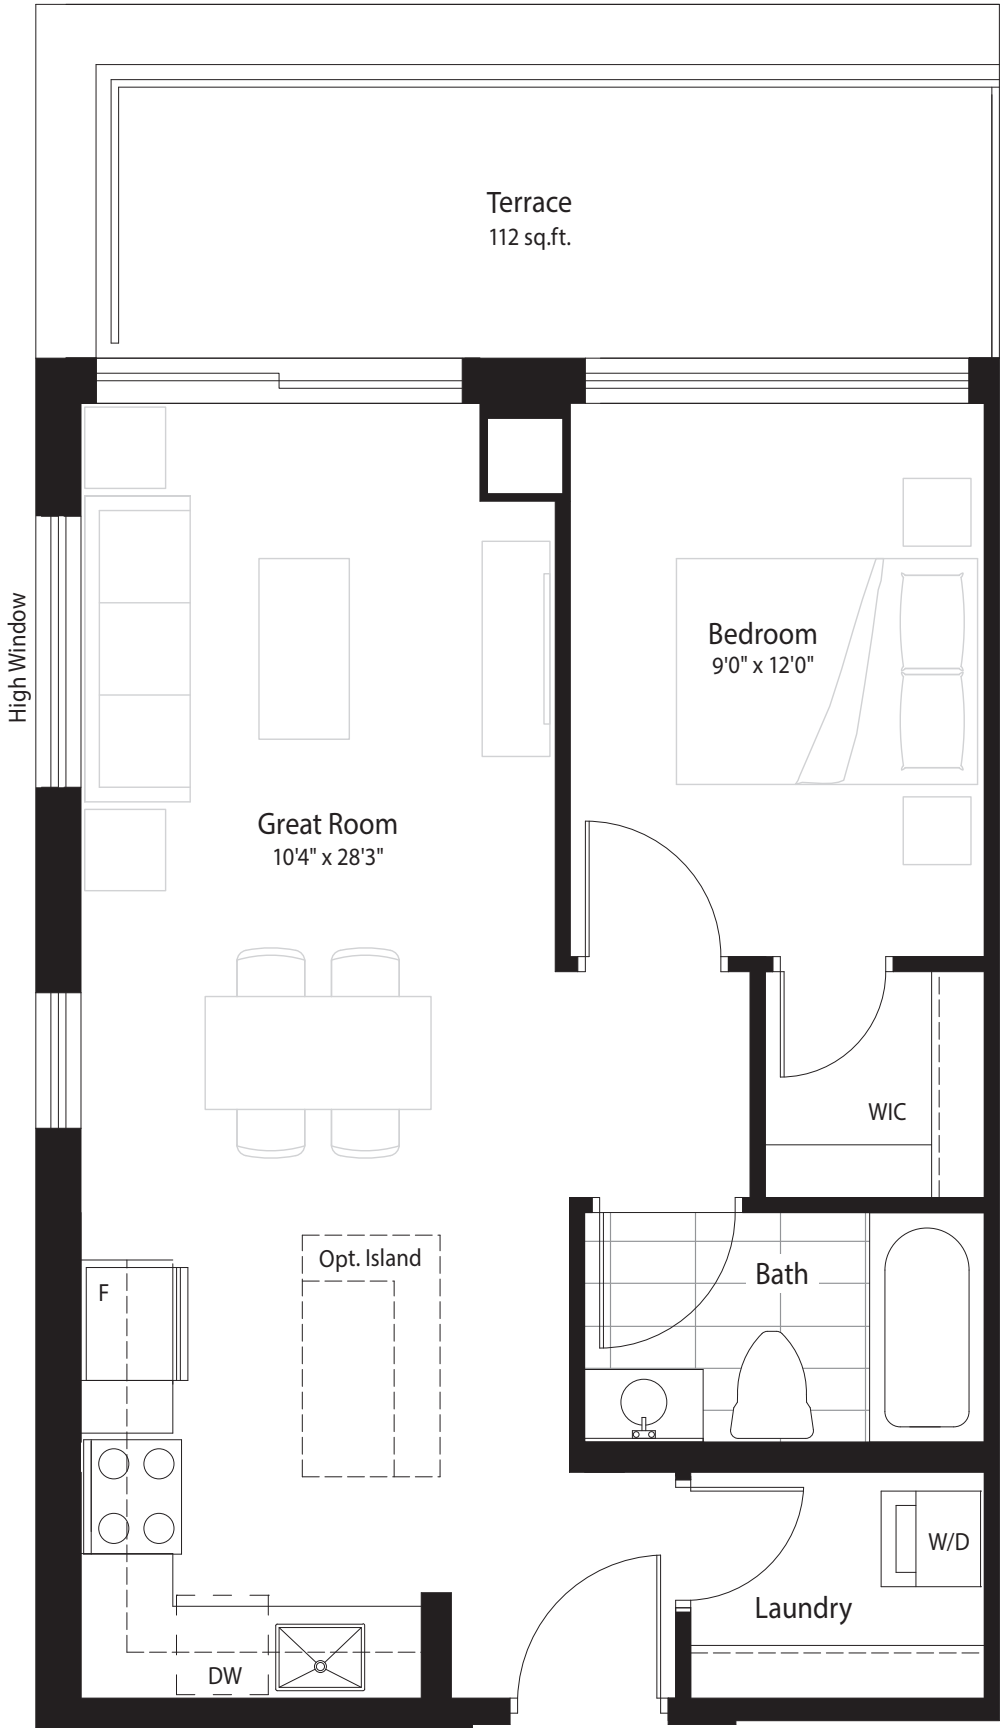 Terrace
112 sq.ft.
High Window
Bedroom
9'0" x 12'0"
Great Room
10'4" x 28'3"
WIC
Opt. Island
F
Bath
W/D
Laundry
DW